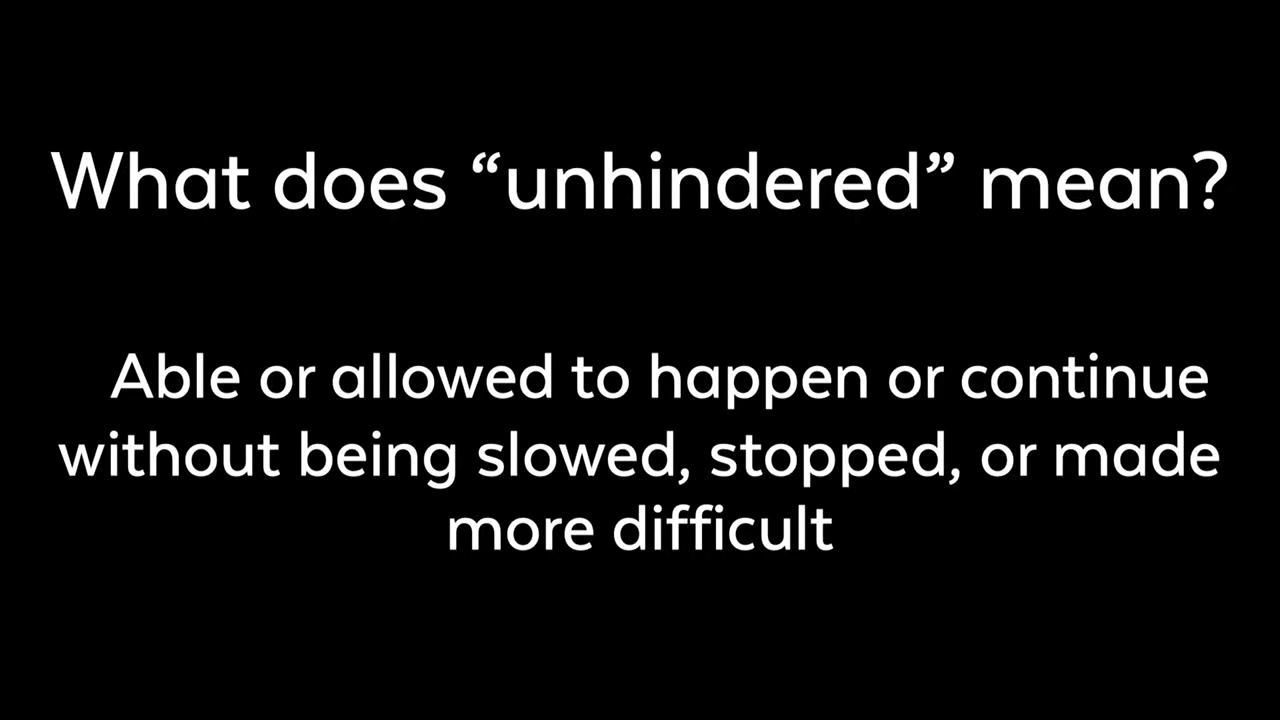 What does “unhindered” mean?
Able or allowed to happen or continue
without being slowed, stopped, or made
more difficult